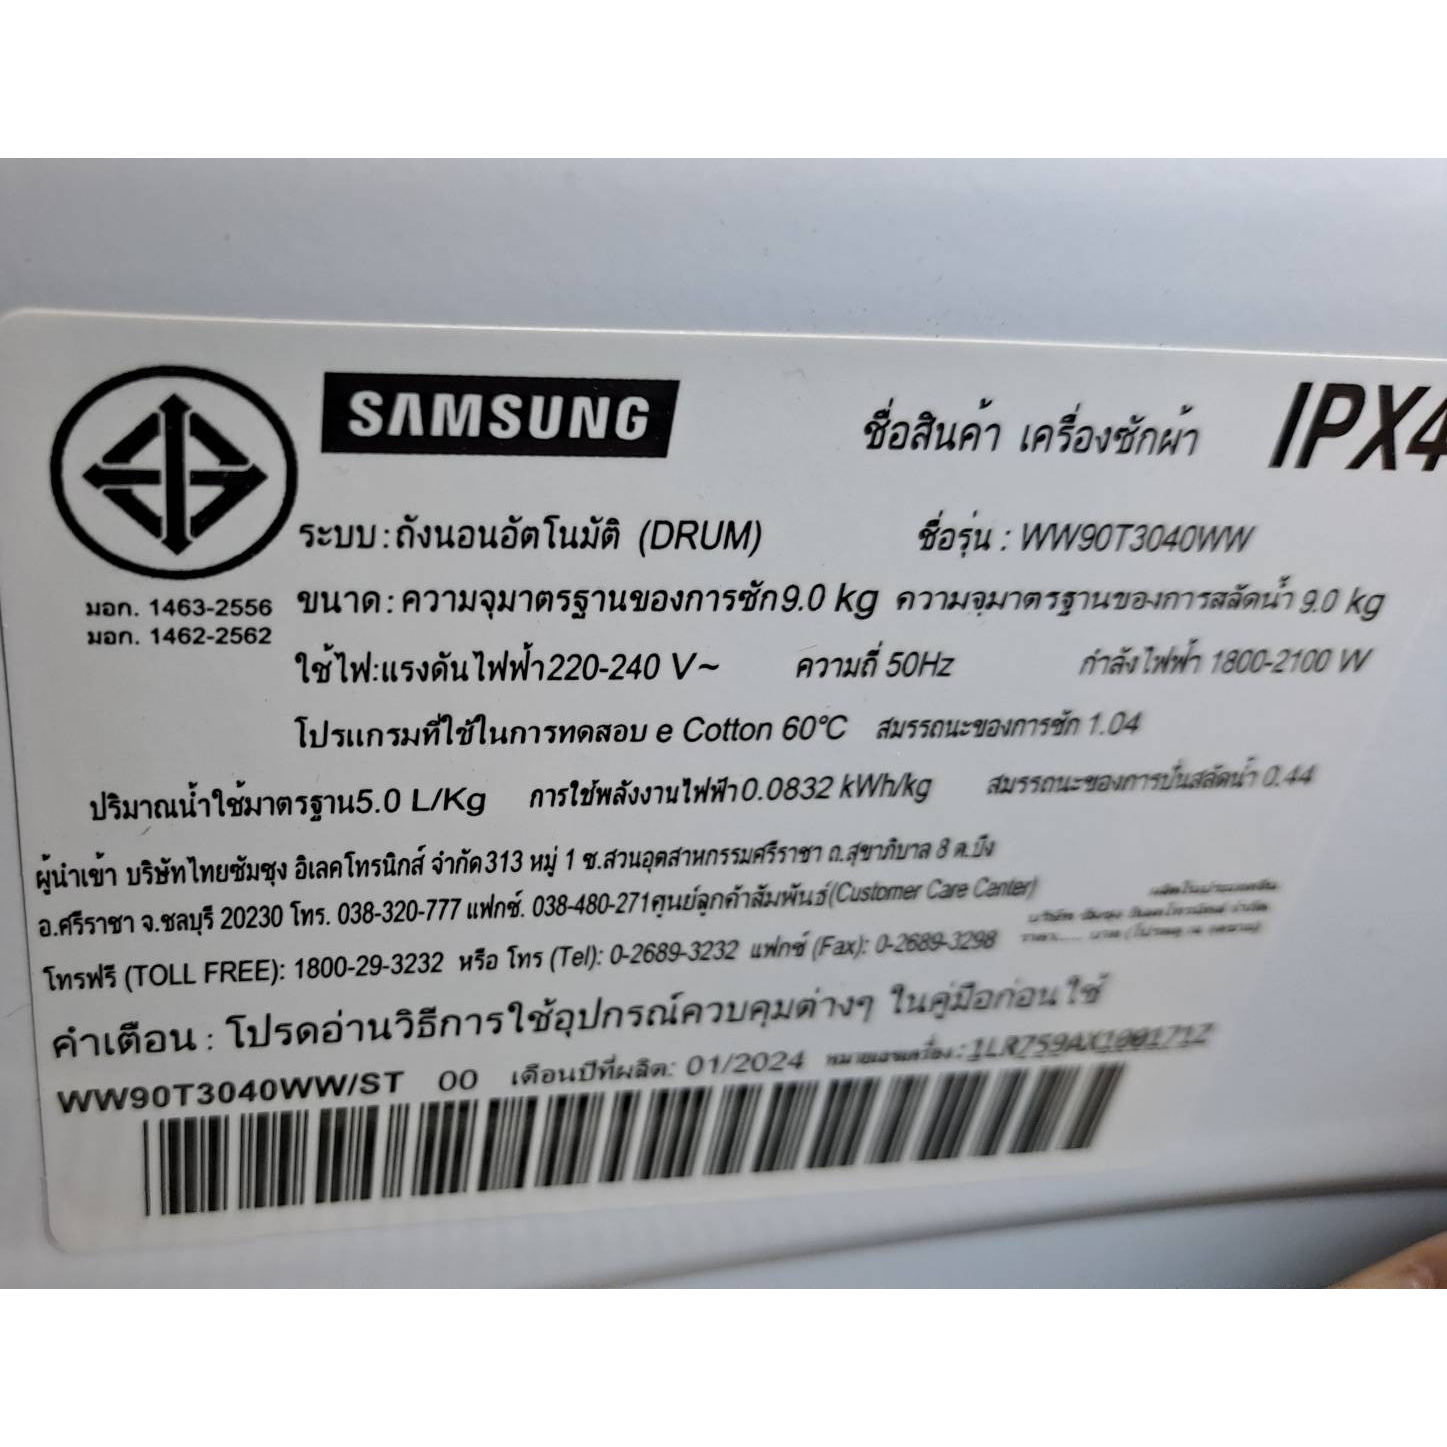 SAMSUNG ชื่อสินค้า เครื่องซักผ้า IPX4
ระบบ : ถังนอนอัตโนมัติ (DRUM) ชื่อรุ่น : WW90T3040WW
มอก. 1463-2556
มอก. 1462-2562
ขนาด : ความจุมาตรฐานของการซัก 9.0 kg ความจุมาตรฐานของการสลัดน้ำ 9.0 kg
ใช้ไฟ:แรงดันไฟฟ้า 220-240 V~ ความถี่ 50Hz กำลังไฟฟ้า 1800-2100 W
โปรแกรมที่ใช้ในการทดสอบ e Cotton 60°C สมรรถนะของการซัก 1.04
ปริมาณน้ำใช้มาตรฐาน5.0 L/Kg การใช้พลังงานไฟฟ้า 0.0832 kWh/kg สมรรถนะของการปั่นสลัดน้ำ 0.44
ผู้นำเข้า บริษัทไทยซัมซุง อิเลคโทรนิกส์ จำกัด 313 หมู่ 1 ซ.สวนอุตสาหกรรมศรีราชา ถ.สุขาภิบาล 8 ต.บึง
อ.ศรีราชา จ.ชลบุรี 20230 โทร. 038-320-777 แฟกซ์. 038-480-271 ศูนย์ลูกค้าสัมพันธ์(Customer Care Center)
โทรฟรี (TOLL FREE): 1800-29-3232 หรือ โทร (Tel): 0-2689-3232 แฟกซ์ (Fax): 0-2689-3298
คำเตือน : โปรดอ่านวิธีการใช้อุปกรณ์ควบคุมต่างๆ ในคู่มือก่อนใช้
WW90T3040WW/ST 00 เดือนปีที่ผลิต: 01/2024 หมายเลขเครื่อง :